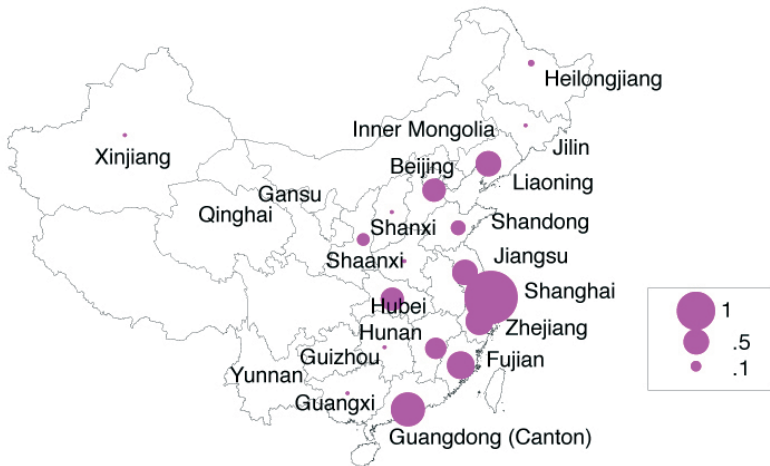 Heilongjiang
Inner Mongolia
Jilin
Xinjiang
Beijing
Liaoning
Gansu
Qinghai
Shandong
Shanxi
Jiangsu
Shaanxi
Shanghai
Hubei
Zhejiang
Hunan
Guizhou
Fujian
Yunnan
Guangxi
Guangdong (Canton)
1
.5
.1